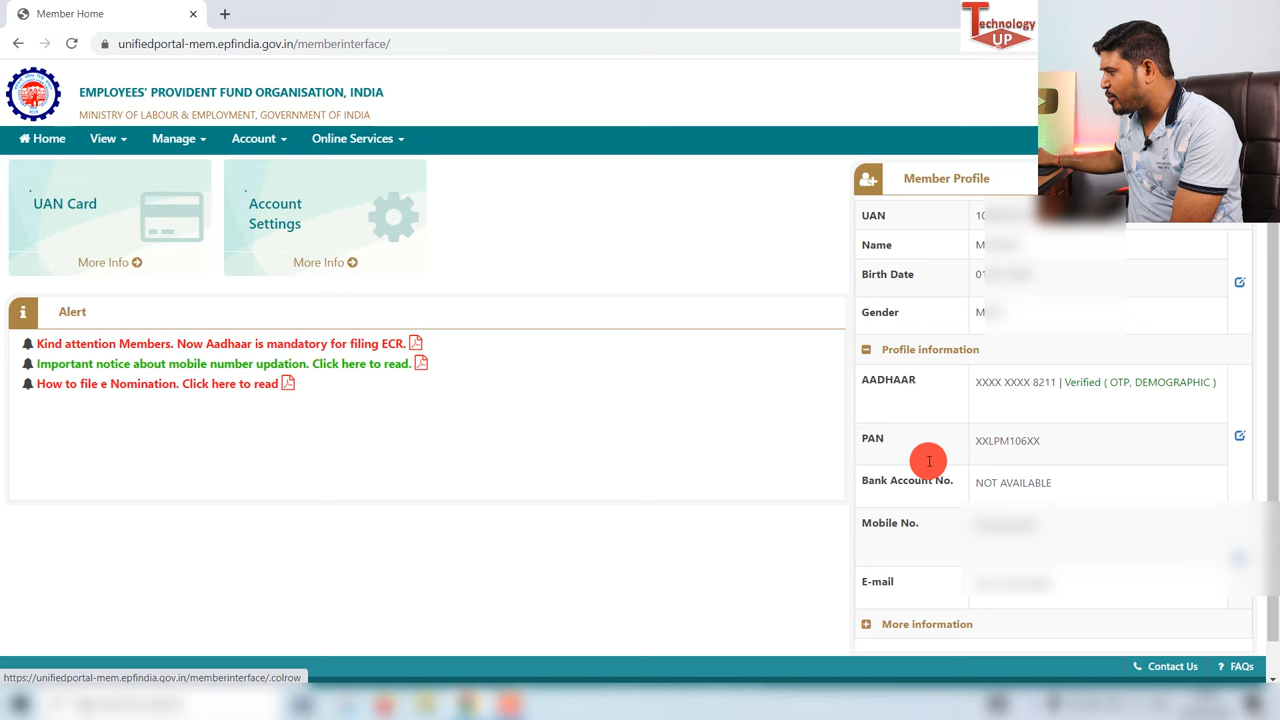 Member Home
Technology
UP
unifiedportal-mem.epfindia.gov.in/memberinterface/
EMPLOYEES' PROVIDENT FUND ORGANISATION, INDIA
MINISTRY OF LABOUR & EMPLOYMENT, GOVERNMENT OF INDIA
Home View Manage Account Online Services
UAN Card
More Info
Account
Settings
More Info
Alert
Kind attention Members. Now Aadhaar is mandatory for filing ECR.
Important notice about mobile number updation. Click here to read.
How to file e Nomination. Click here to read
Member Profile
UAN 10
Name M
Birth Date 01
Gender M
Profile information
AADHAAR XXXX XXXX 8211 | Verified ( OTP, DEMOGRAPHIC )
PAN XXLPM106XX
Bank Account No. NOT AVAILABLE
Mobile No.
E-mail
More information
Contact Us ? FAQs
https://unifiedportal-mem.epfindia.gov.in/memberinterface/.colrow